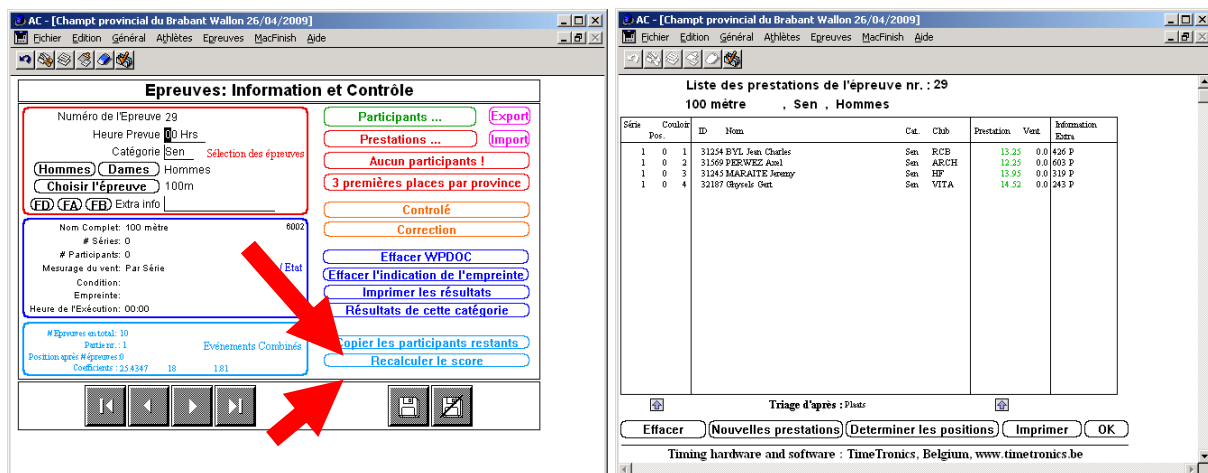 AC - [Champt provincial du Brabant Wallon 26/04/2009]
Fichier Edition Général Athlètes Epreuves MacFinish Aide
Epreuves: Information et Contrôle
Numéro de l'Epreuve 29
Heure Prevue 00 Hrs
Catégorie Sen Sélection des épreuves
Hommes Dames Hommes
Choisir l'épreuve 100m
FD FA FB Extra info
Participants ... Export
Prestations ... Import
Aucun participants !
3 premières places par province
Controlé
Correction
Nom Complet: 100 mètre 6002
# Séries: 0
# Participants: 0
Mesurage du vent: Par Série / Etat
Condition:
Empreinte:
Heure de l'Exécution: 00:00
Effacer WPDOC
Effacer l'indication de l'empreinte
Imprimer les résultats
Résultats de cette catégorie
# Epreuves en total: 10
Partie nr. : 1 Evénements Combinés
Position après # épreuves: 0
Coefficients : 25.4347 18 1.81
Copier les participants restants
Recalculer le score
AC - [Champt provincial du Brabant Wallon 26/04/2009]
Fichier Edition Général Athlètes Epreuves MacFinish Aide
Liste des prestations de l'épreuve nr. : 29
100 mètre , Sen , Hommes
Série Couloir Information
Pos. ID Nom Cat. Club Prestation Vent Extra
1 0 1 31254 BYL Jean Charles Sen RCB 13.25 0.0 426 P
1 0 2 31569 PERWEZ Axel Sen ARCH 12.25 0.0 603 P
1 0 3 31245 MARAITE Jeremy Sen HF 13.95 0.0 319 P
1 0 4 32187 Ghysels Gert Sen VITA 14.52 0.0 243 P
Triage d'après : Plaats
Effacer Nouvelles prestations Determiner les positions Imprimer OK
Timing hardware and software : TimeTronics, Belgium, www.timetronics.be